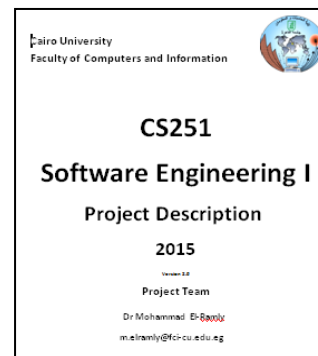 Cairo University
Faculty of Computers and Information
CS251
Software Engineering I
Project Description
2015
Project Team
Dr Mohammad El-Ramly
m.elramly@fci-cu.edu.eg